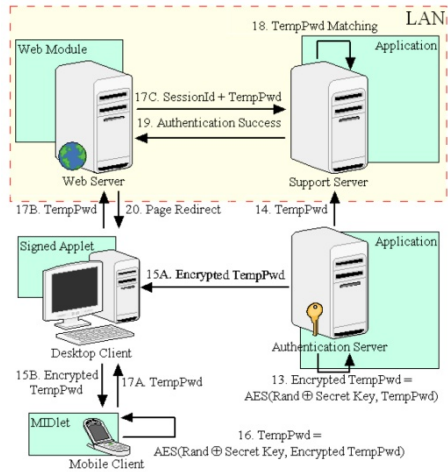 LAN
18. TempPwd Matching
Web Module
Application
17C. SessionId + TempPwd
19. Authentication Success
Web Server
Support Server
17B. TempPwd
20. Page Redirect
14. TempPwd
Signed Applet
Application
15A. Encrypted TempPwd
Desktop Client
Authentication Server
15B. Encrypted
TempPwd
17A. TempPwd
13. Encrypted TempPwd =
AES(Rand ⊕ Secret Key, TempPwd)
MIDlet
16. TempPwd =
AES(Rand ⊕ Secret Key, Encrypted TempPwd)
Mobile Client